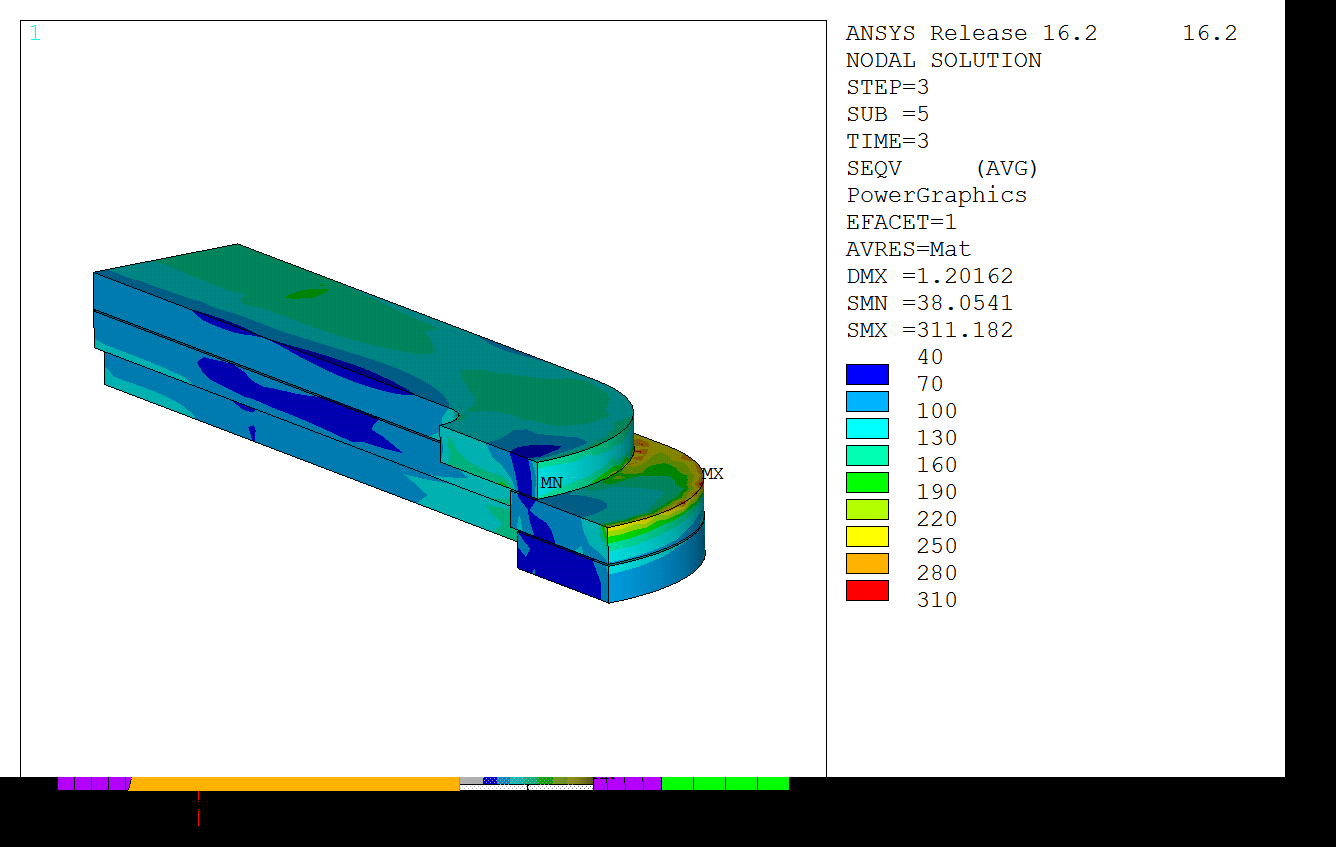 1
ANSYS Release 16.2 16.2
NODAL SOLUTION
STEP=3
SUB =5
TIME=3
SEQV (AVG)
PowerGraphics
EFACET=1
AVRES=Mat
DMX =1.20162
SMN =38.0541
SMX =311.182
40
70
100
130
160
190
220
250
280
310
MX
MN